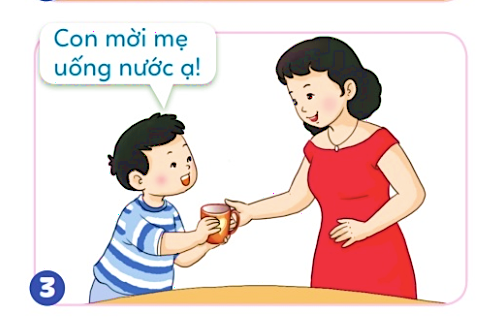 Con mời mẹ
uống nước ạ!
3